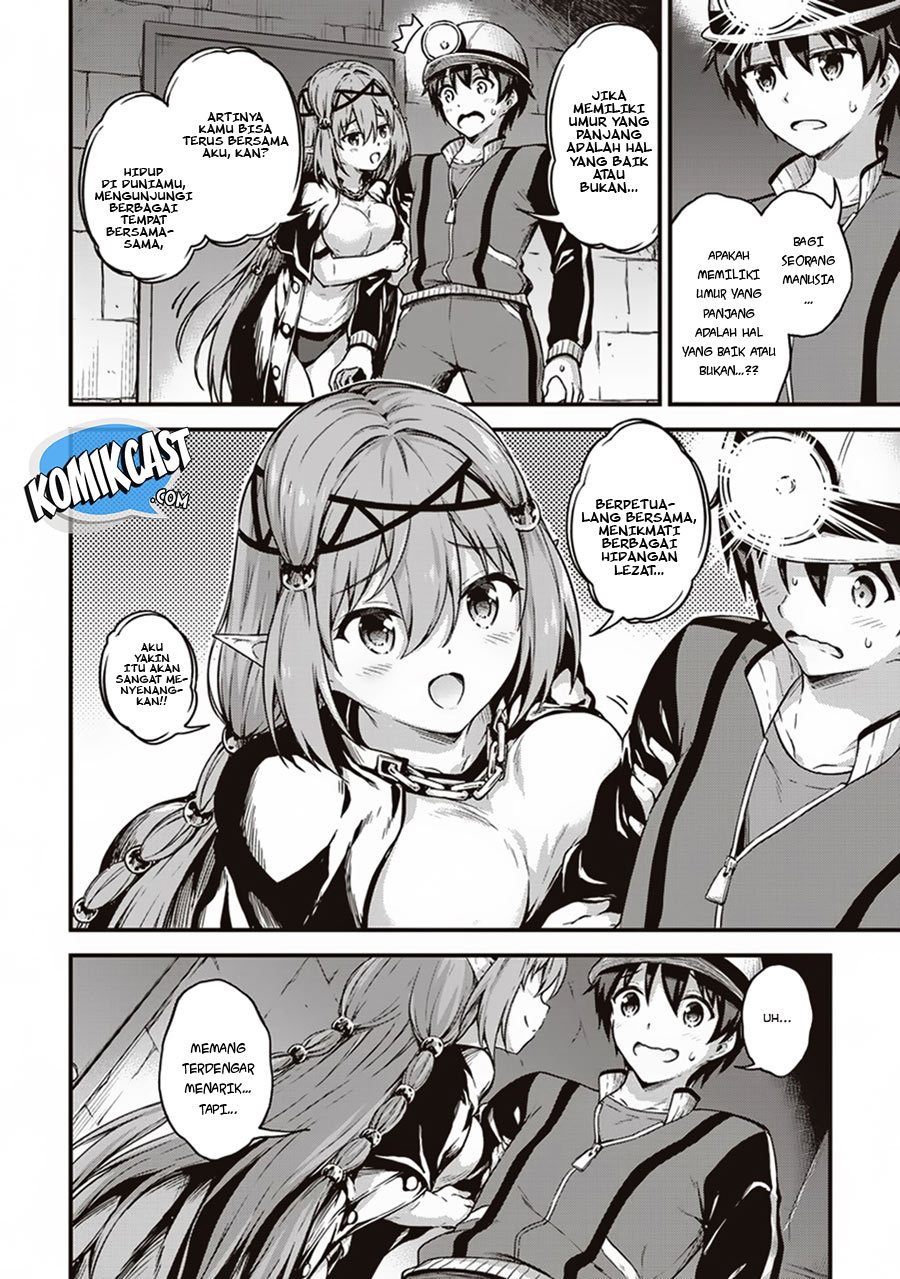 BAGI
SEORANG
MANUSIA
...
APAKAH
MEMILIKI
UMUR YANG
PANJANG
ADALAH HAL
YANG BAIK ATAU
BUKAN...??
JIKA
MEMILIKI
UMUR YANG
PANJANG
ADALAH HAL
YANG BAIK
ATAU
BUKAN...
ARTINYA
KAMU BISA
TERUS BERSAMA
AKU, KAN?
HIDUP
DI DUNIAMU,
MENGUNJUNGI
BERBAGAI
TEMPAT
BERSAMA-
SAMA,
BERPETUA-
LANG BERSAMA,
MENIKMATI
BERBAGAI
HIDANGAN
LEZAT...
AKU
YAKIN
ITU AKAN
SANGAT ME-
NYENANG-
KAN!!
KOMIKCAST
.COM
UH...
MEMANG
TERDENGAR
MENARIK...
TAPI...